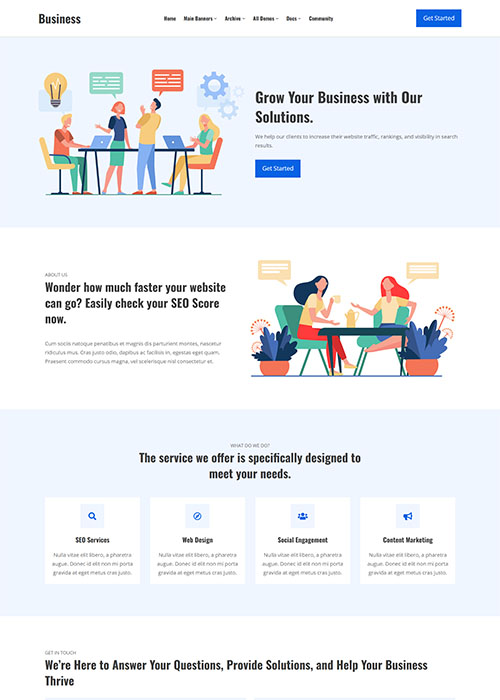 Business
Home Main Banners Archive All Demos Docs Community
Get Started
Grow Your Business with Our
Solutions.
We help our clients to increase their website traffic, rankings, and visibility in search
results.
Get Started
ABOUT US
Wonder how much faster your website
can go? Easily check your SEO Score
now.
Cum sociis natoque penatibus et magnis dis parturient montes, nascetur
ridiculus mus. Cras justo odio, dapibus ac facilisis in, egestas eget quam.
Praesent commodo cursus magna, vel scelerisque nisl consectetur et.
WHAT DO WE DO?
The service we offer is specifically designed to
meet your needs.
SEO Services
Nulla vitae elit libero, a pharetra
augue. Donec id elit non mi porta
gravida at eget metus cras justo.
Web Design
Nulla vitae elit libero, a pharetra
augue. Donec id elit non mi porta
gravida at eget metus cras justo.
Social Engagement
Nulla vitae elit libero, a pharetra
augue. Donec id elit non mi porta
gravida at eget metus cras justo.
Content Marketing
Nulla vitae elit libero, a pharetra
augue. Donec id elit non mi porta
gravida at eget metus cras justo.
GET IN TOUCH
We're Here to Answer Your Questions, Provide Solutions, and Help Your Business
Thrive